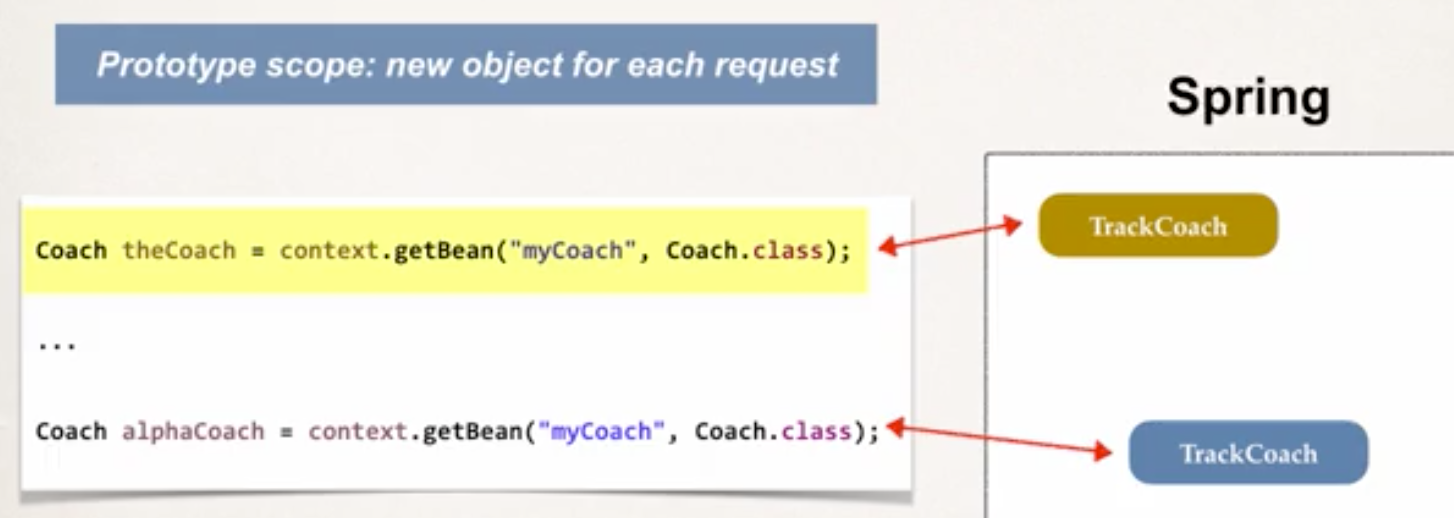 Prototype scope: new object for each request
Spring
Coach theCoach = context.getBean("myCoach", Coach.class);
TrackCoach
...
Coach alphaCoach = context.getBean("myCoach", Coach.class);
TrackCoach